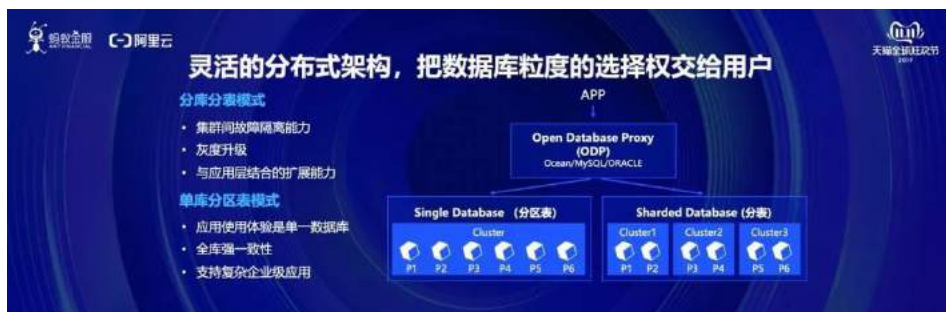 蚂蚁金服
ANT FINANCIAL
阿里云
天猫全球狂欢节
2019
灵活的分布式架构，把数据库粒度的选择权交给用户
分库分表模式
• 集群间故障隔离能力
• 灰度升级
• 与应用层结合的扩展能力
单库分区表模式
• 应用使用体验是单一数据库
• 全库强一致性
• 支持复杂企业级应用
APP
Open Database Proxy
(ODP)
Ocean/MySQL/ORACLE
Single Database （分区表）
Cluster
P1 P2 P3 P4 P5 P6
Sharded Database (分表)
Cluster1 Cluster2 Cluster3
P1 P2 P3 P4 P5 P6